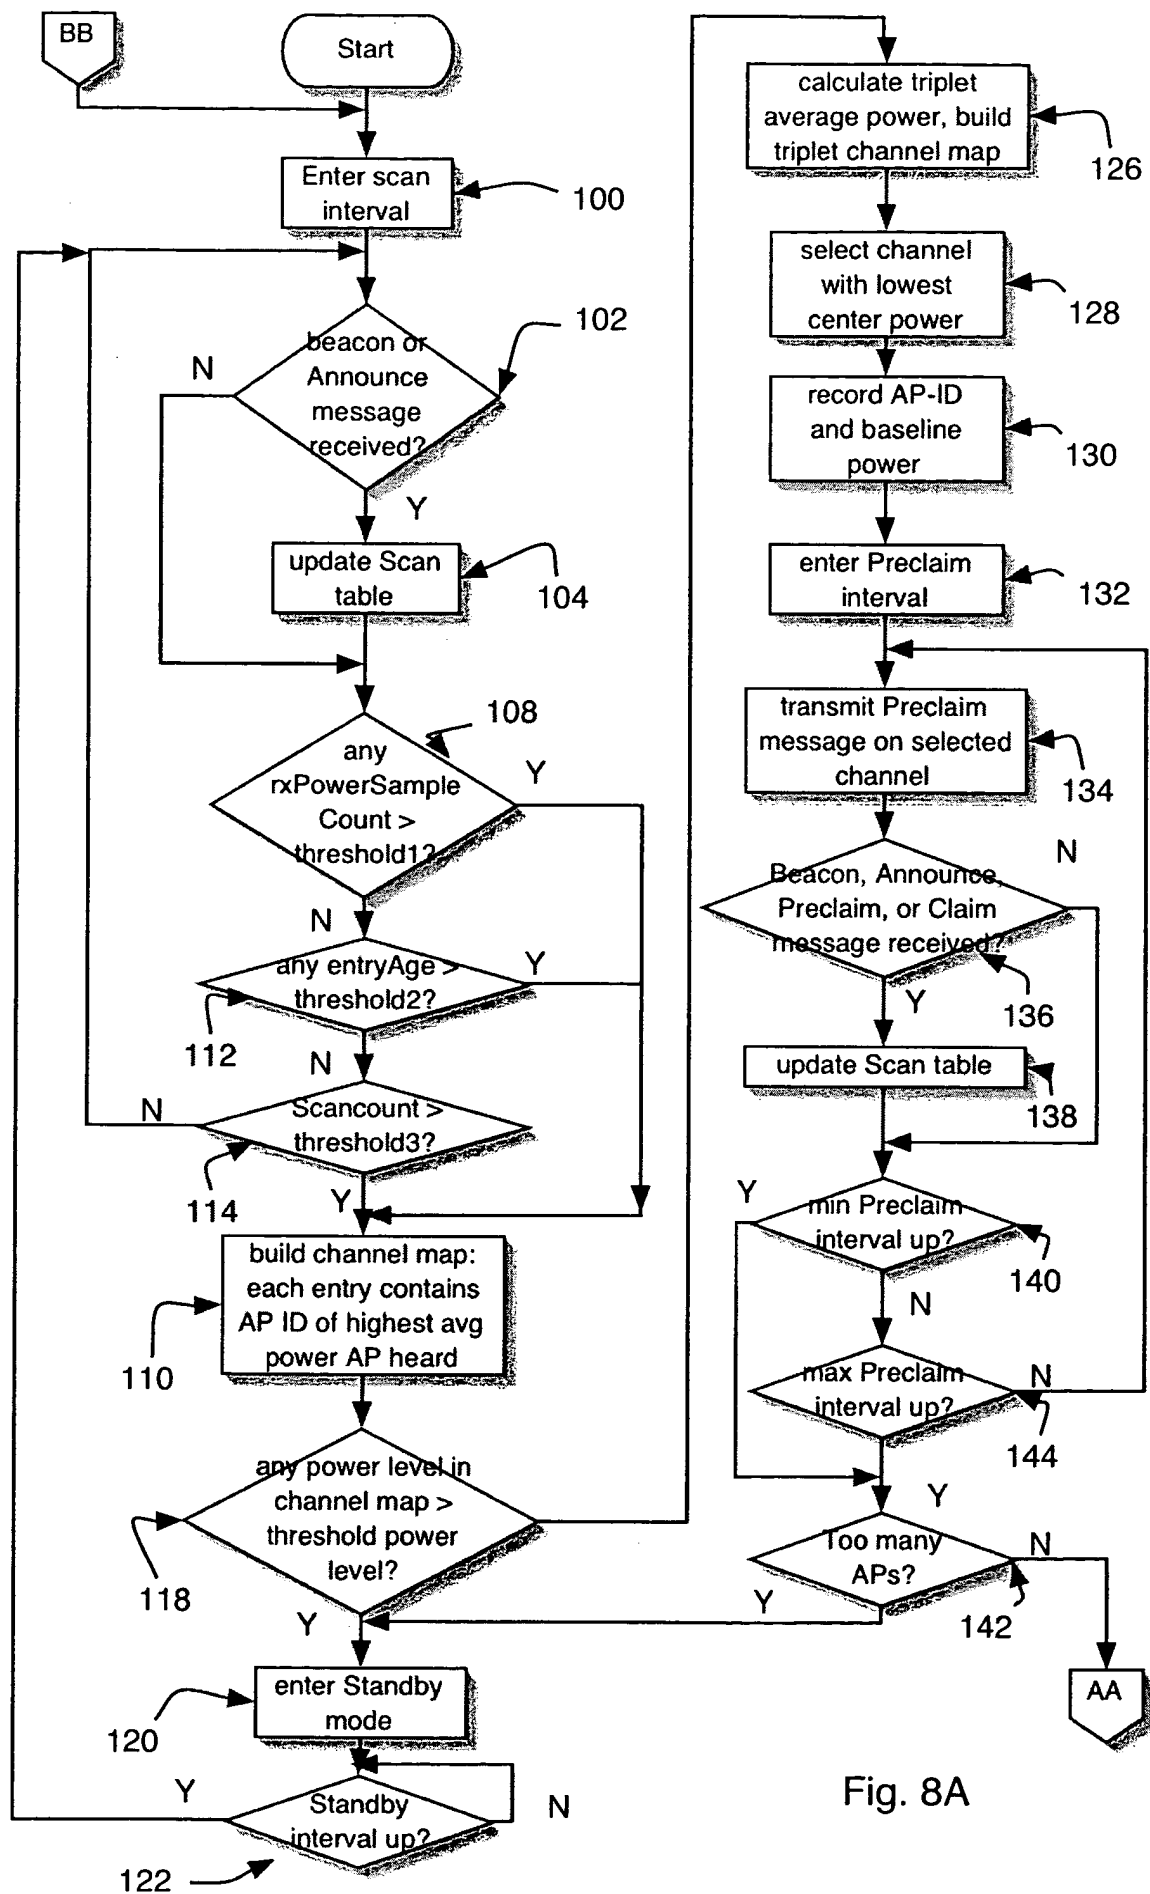 BB
Start
Enter scan
interval
100
beacon or
Announce
message
received?
102
N
Y
update Scan
table
104
any
rxPowerSample
Count >
threshold1?
108
Y
N
any entryAge >
threshold2?
Y
112
N
Scancount >
threshold3?
N
114
Y
build channel map:
each entry contains
AP ID of highest avg
power AP heard
110
any power level in
channel map >
threshold power
level?
118
Y
enter Standby
mode
120
Standby
interval up?
Y
N
122
calculate triplet
average power, build
triplet channel map
126
select channel
with lowest
center power
128
record AP-ID
and baseline
power
130
enter Preclaim
interval
132
transmit Preclaim
message on selected
channel
134
Beacon, Announce,
Preclaim, or Claim
message received?
N
136
Y
update Scan table
138
min Preclaim
interval up?
Y
140
N
max Preclaim
interval up?
N
144
Y
Too many
APs?
N
Y
142
AA
Fig. 8A